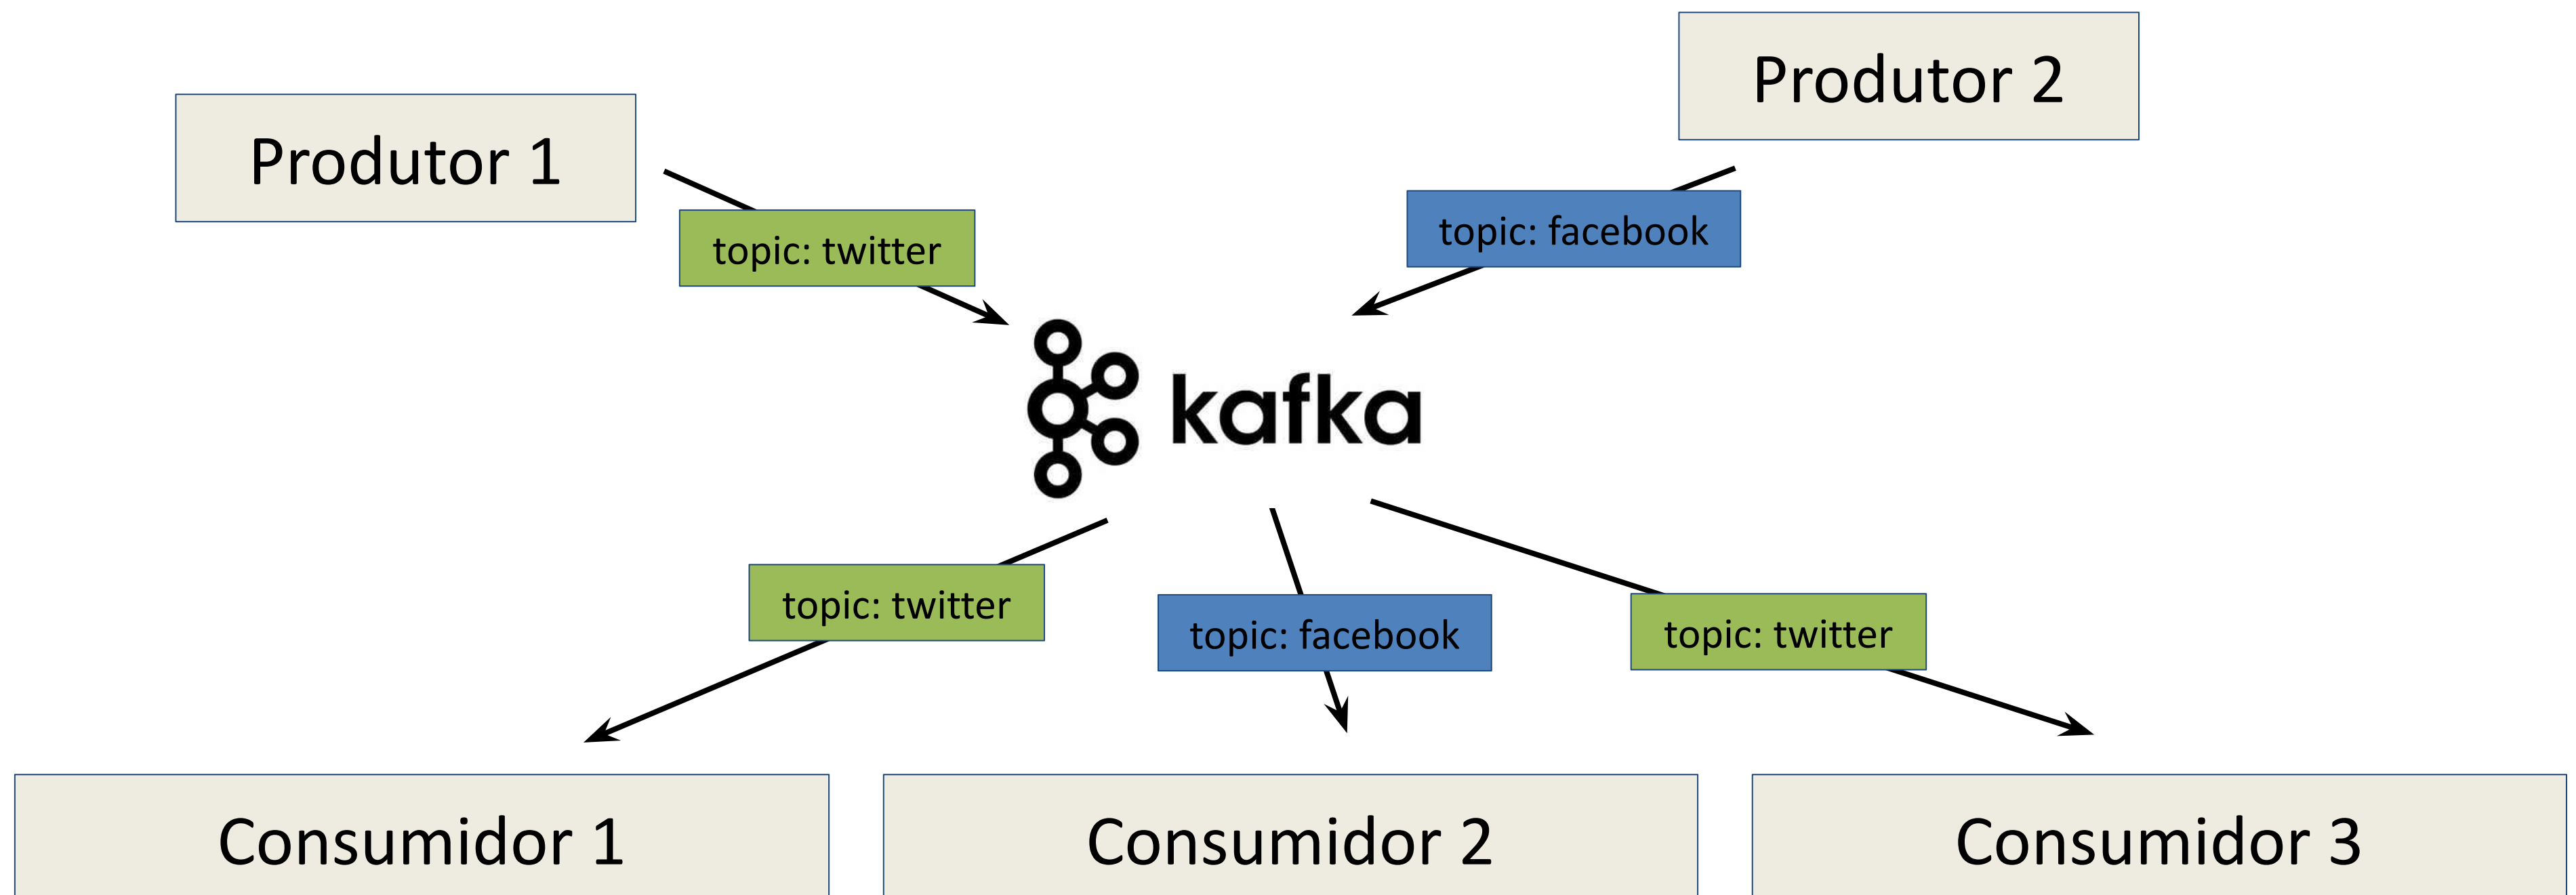 Produtor 2
Produtor 1
topic: facebook
topic: twitter
kafka
topic: twitter
topic: facebook
topic: twitter
Consumidor 1
Consumidor 2
Consumidor 3